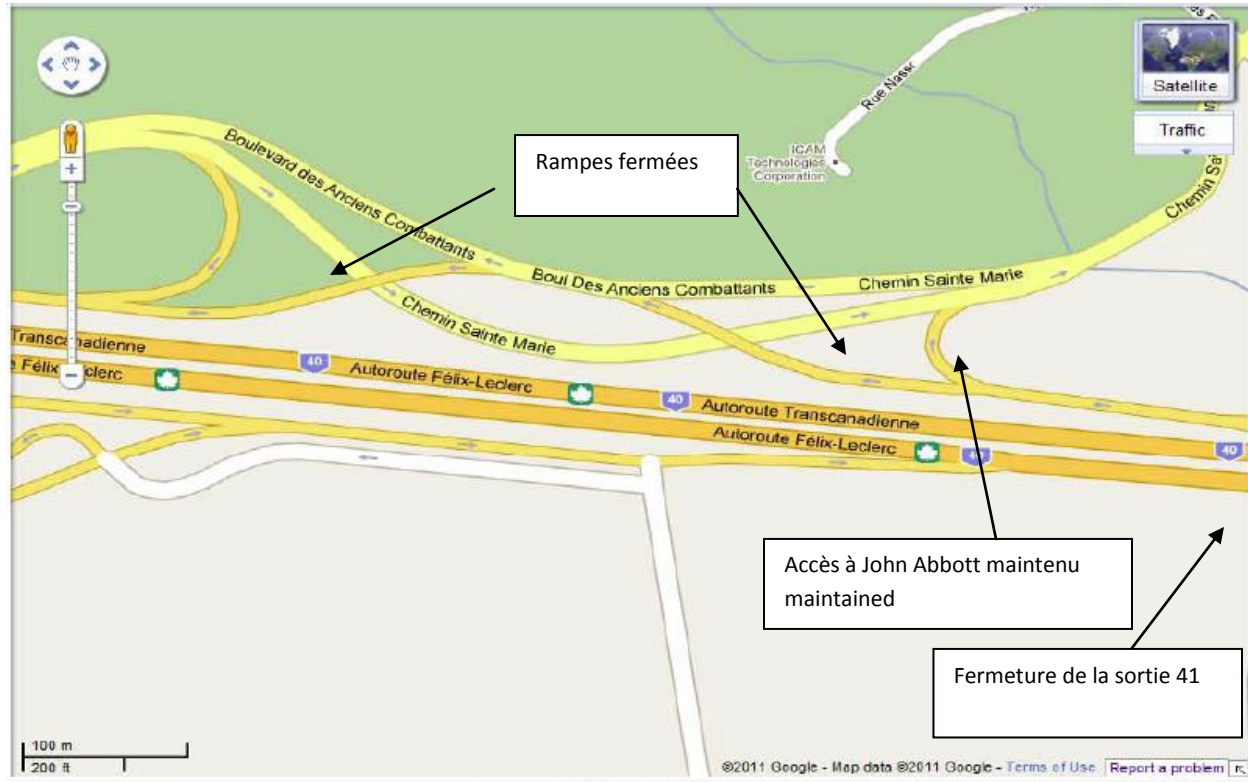 Satellite
Traffic
Rue Nassr
ICAM
Technologies
Corporation
Rampes fermées
Boulevard des Anciens Combattants
Boul Des Anciens Combattants
Chemin Sainte Marie
Chemin
Chemin Sainte Marie
Transcanadienne
40
Autoroute Félix-Leclerc
40
Autoroute Transcanadienne
Autoroute Félix-Leclerc
40
40
Accès à John Abbott maintenu
maintained
Fermeture de la sortie 41
100 m
200 ft
©2011 Google - Map data ©2011 Google - Terms of Use
Report a problem